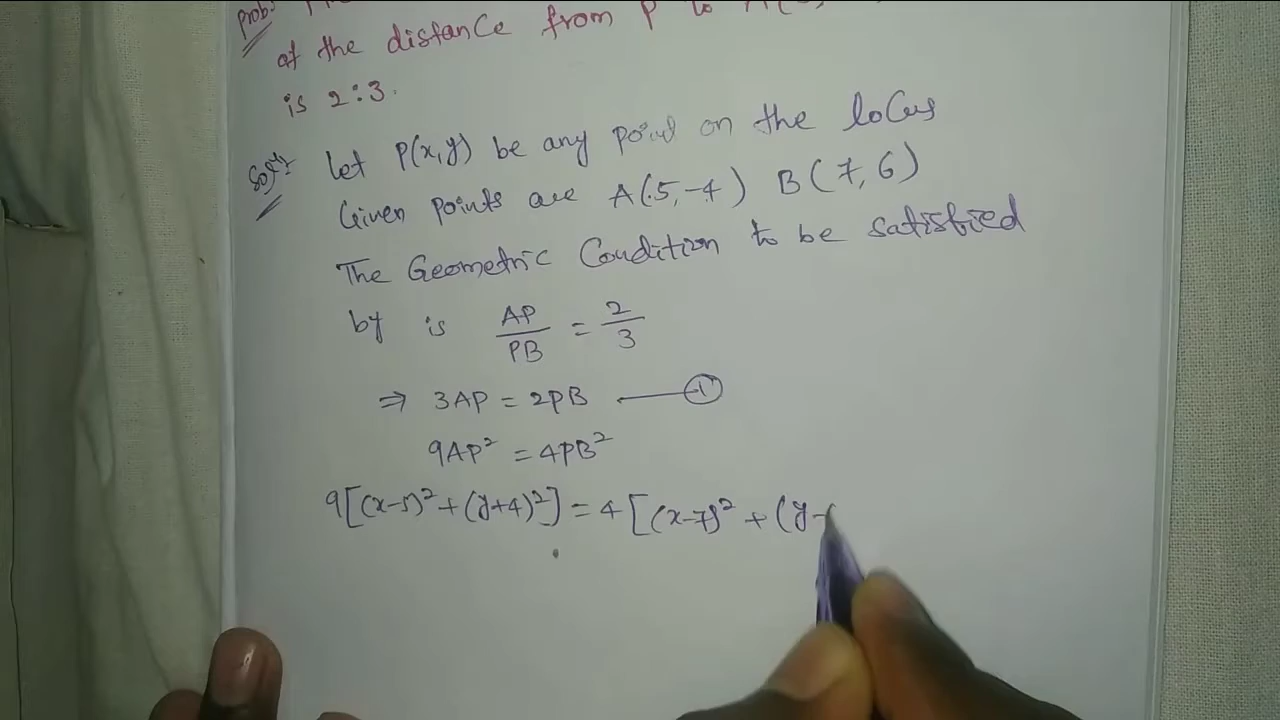 Prob:
of the distance from P to
is 2:3.
Sol: Let P(x,y) be any point on the locus
Given points are A(5,-4) B(7,6)
The Geometric Condition to be satisfied
by is AP/PB = 2/3
⇒ 3AP = 2PB — ①
9AP² = 4PB²
9[(x-5)² + (y+4)²] = 4[(x-7)² + (y-